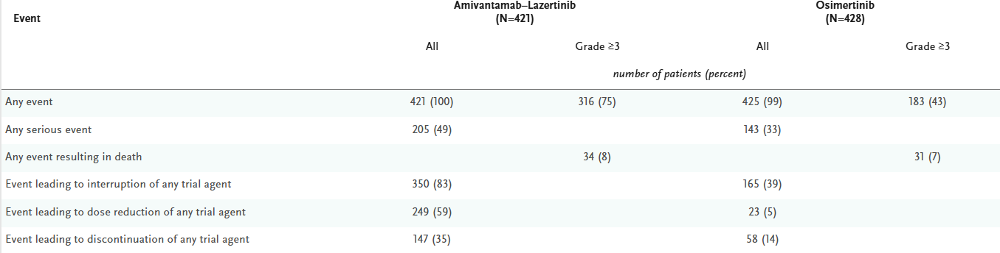 Event Amivantamab–Lazertinib (N=421) Osimertinib (N=428)
All Grade ≥3 All Grade ≥3
number of patients (percent)
Any event 421 (100) 316 (75) 425 (99) 183 (43)
Any serious event 205 (49) 143 (33)
Any event resulting in death 34 (8) 31 (7)
Event leading to interruption of any trial agent 350 (83) 165 (39)
Event leading to dose reduction of any trial agent 249 (59) 23 (5)
Event leading to discontinuation of any trial agent 147 (35) 58 (14)